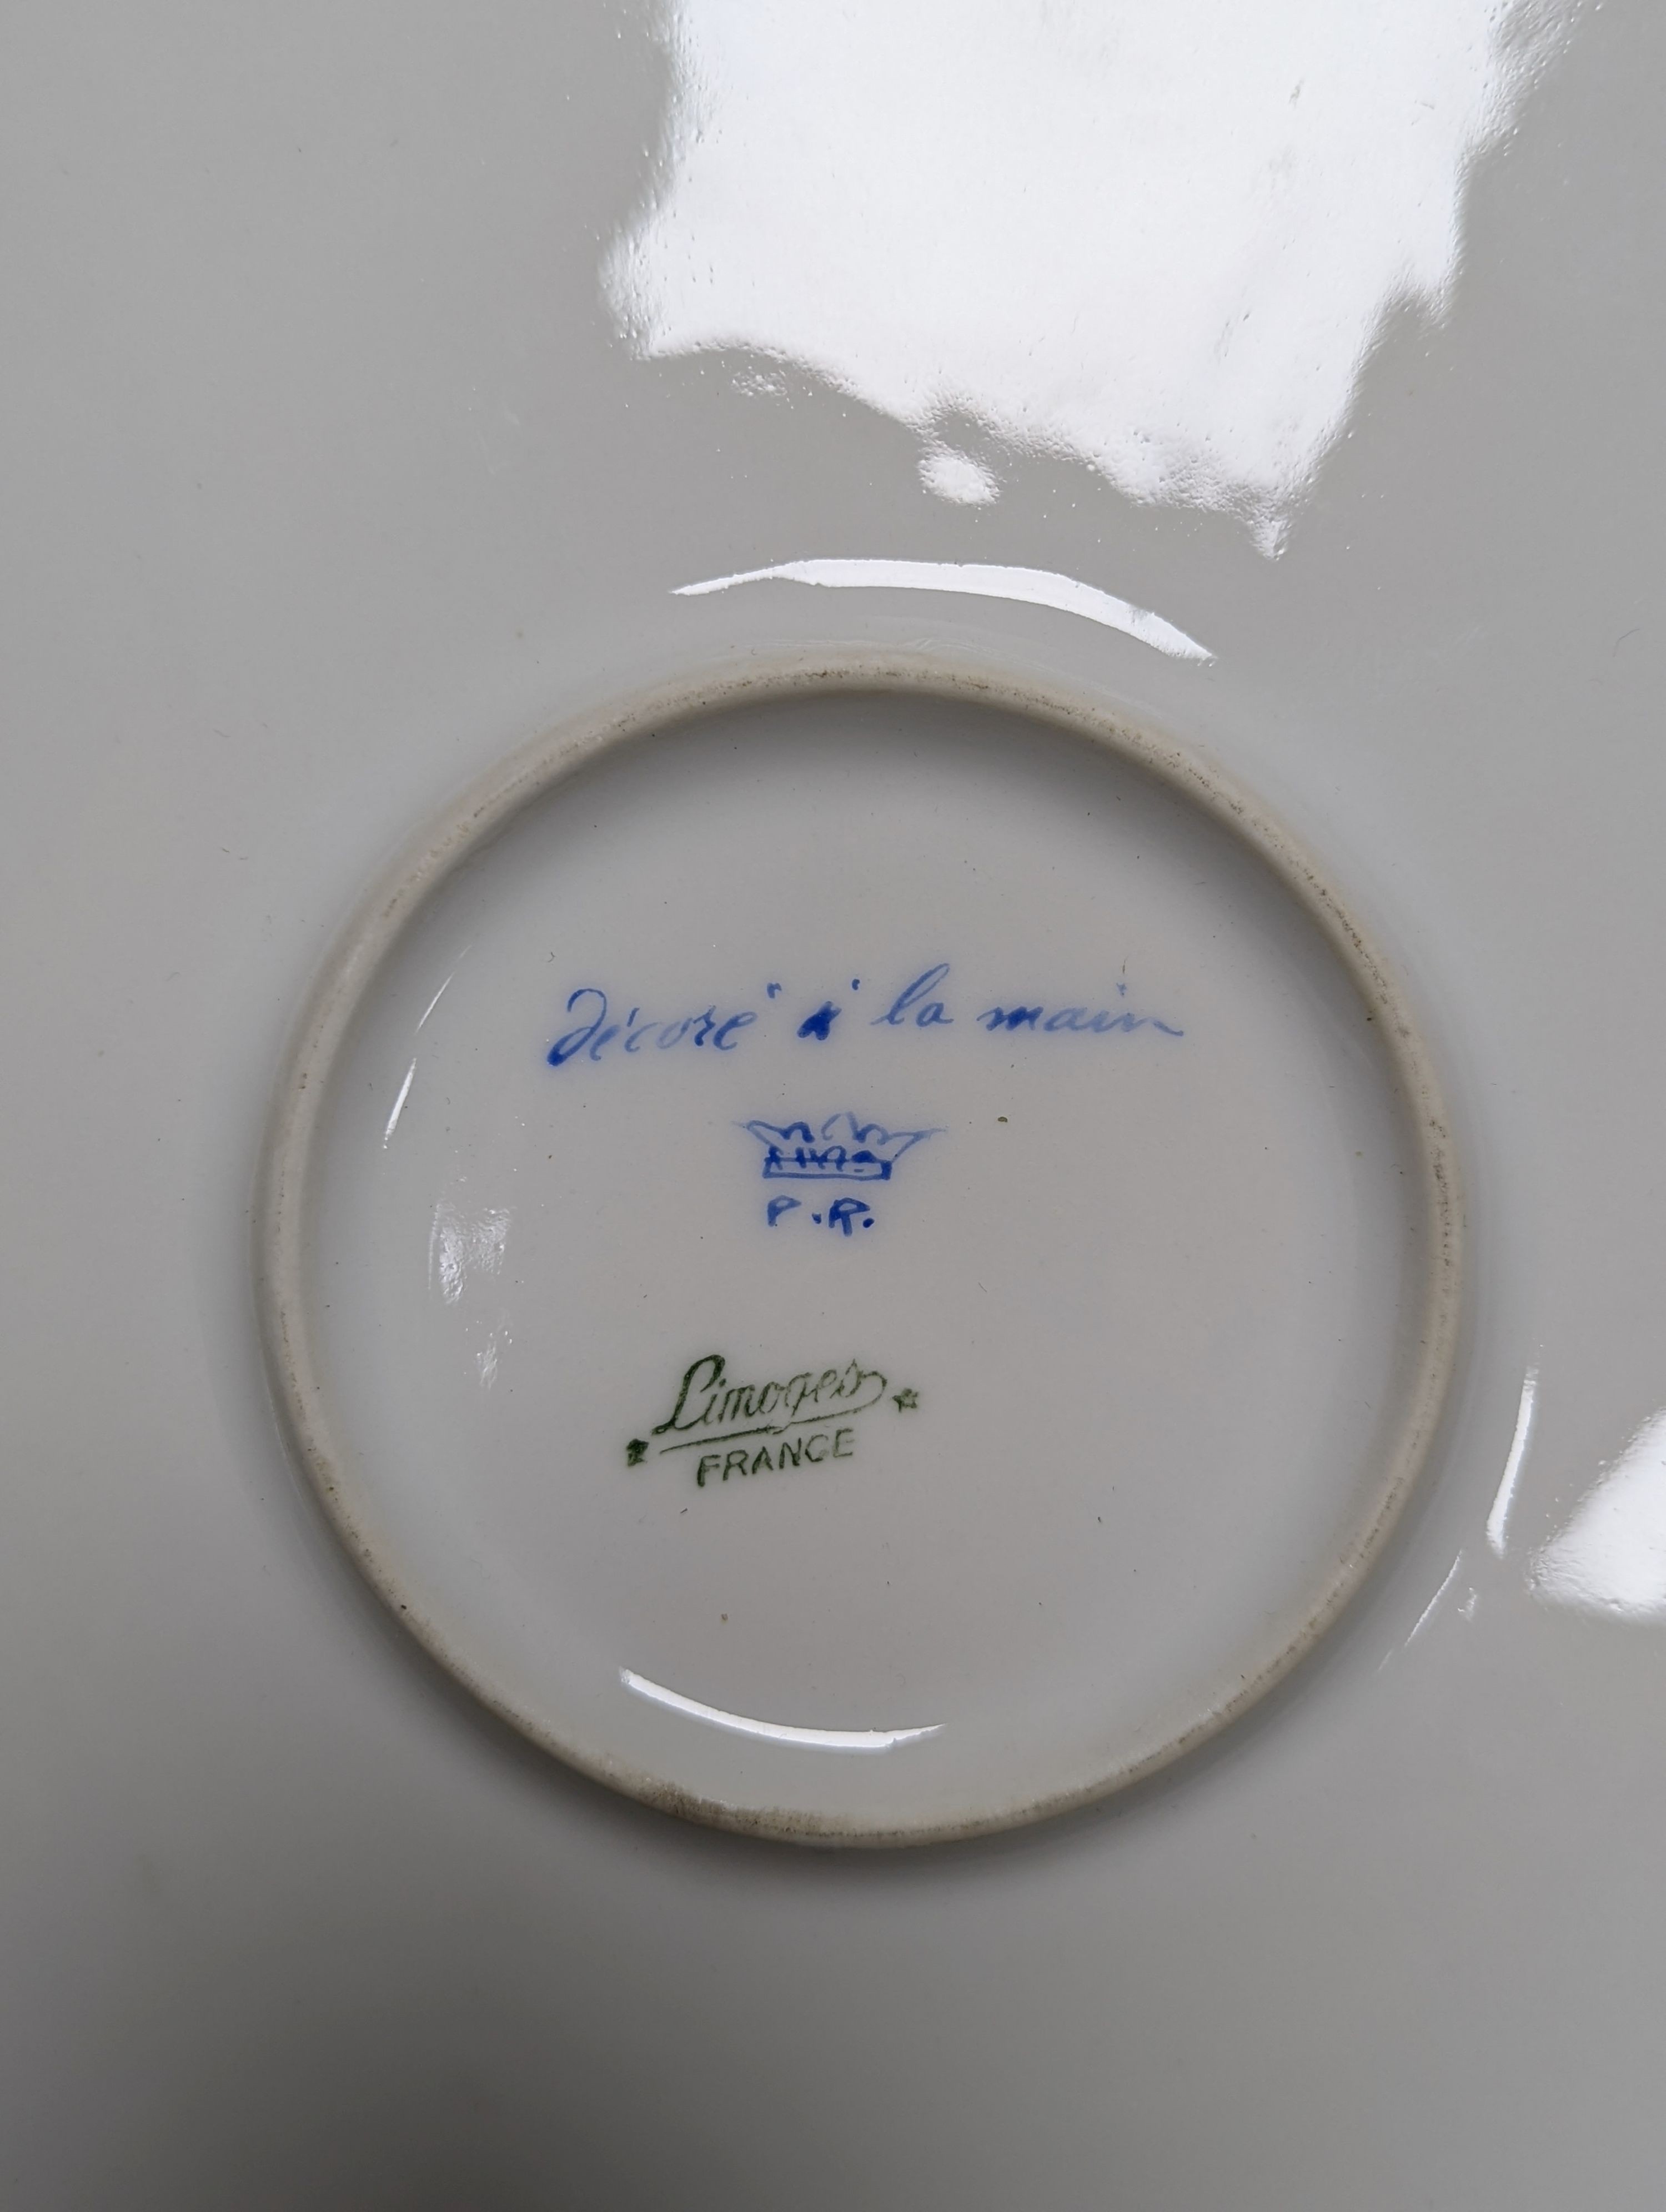 Décoré à la main
P.R.
Limoges
FRANCE